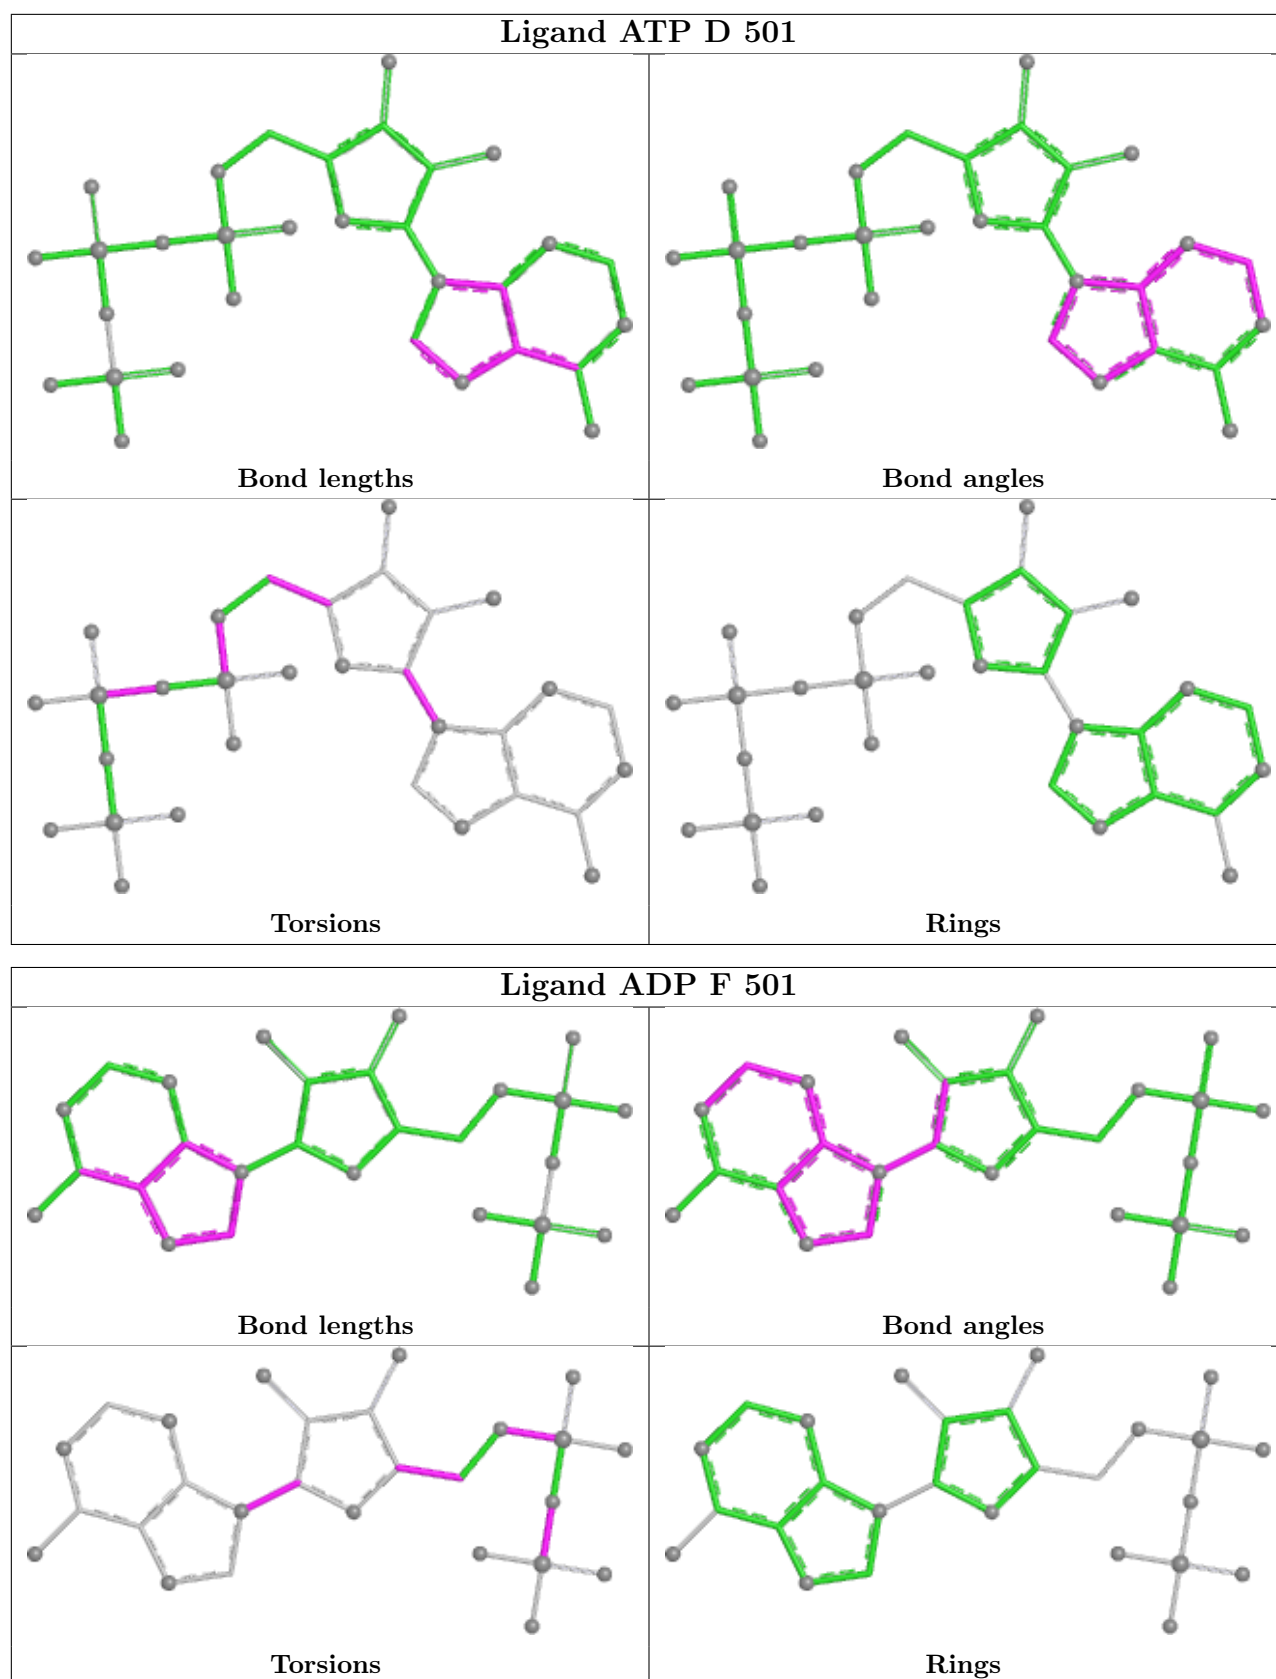 Ligand ATP D 501
Bond lengths
Bond angles
Torsions
Rings
Ligand ADP F 501
Bond lengths
Bond angles
Torsions
Rings